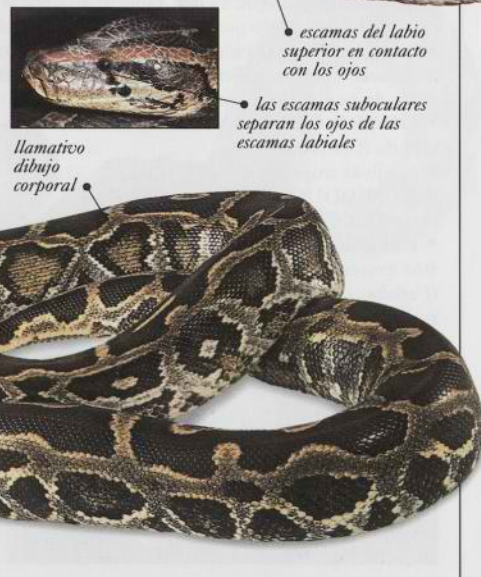 escamas del labio
superior en contacto
con los ojos
las escamas suboculares
separan los ojos de las
escamas labiales
llamativo
dibujo
corporal